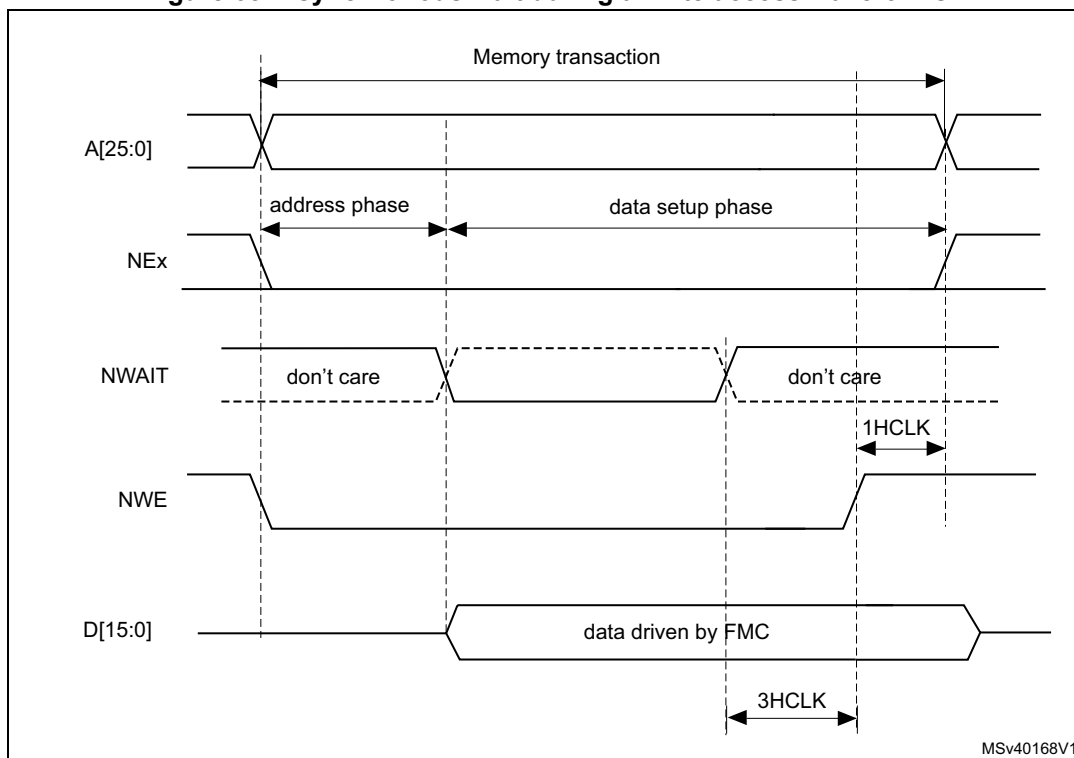 Memory transaction
A[25:0]
address phase
data setup phase
NEx
NWAIT
don't care
don't care
1HCLK
NWE
D[15:0]
data driven by FMC
3HCLK
MSv40168V1